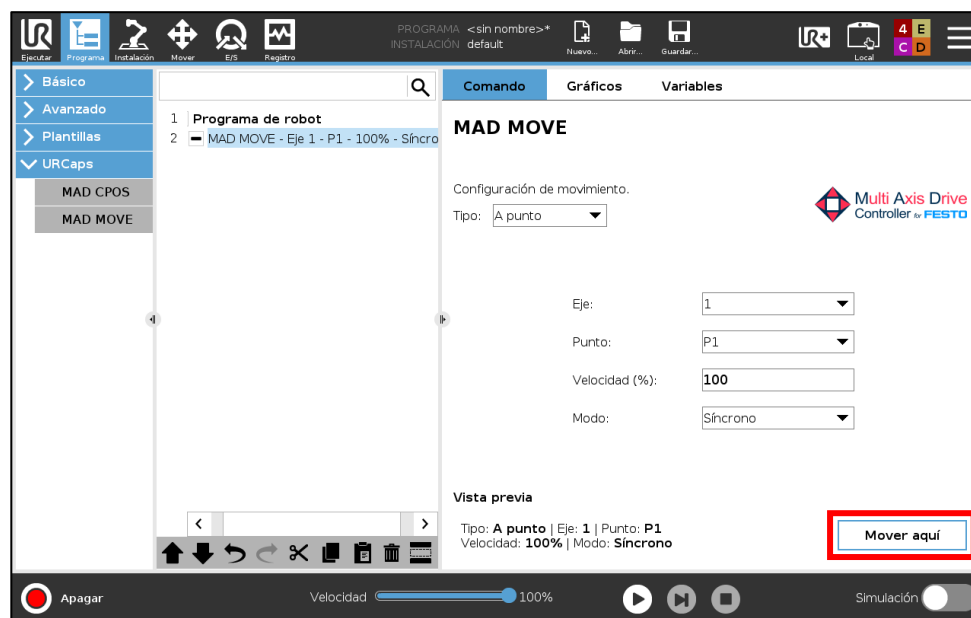 UR
PROGRAMA <sin nombre>*
INSTALACIÓN default
Ejecutar Programa Instalación Mover E/S Registro
Nuevo... Abrir... Guardar...
UR+
Local
4 E
C D
Básico
Avanzado
Plantillas
URCaps
MAD CPOS
MAD MOVE
1 Programa de robot
2 MAD MOVE - Eje 1 - P1 - 100% - Síncro
Comando Gráficos Variables
MAD MOVE
Configuración de movimiento.
Tipo: A punto
Multi Axis Drive
Controller for FESTO
Eje: 1
Punto: P1
Velocidad (%): 100
Modo: Síncrono
Vista previa
Tipo: A punto | Eje: 1 | Punto: P1
Velocidad: 100% | Modo: Síncrono
Mover aquí
Apagar
Velocidad 100%
Simulación